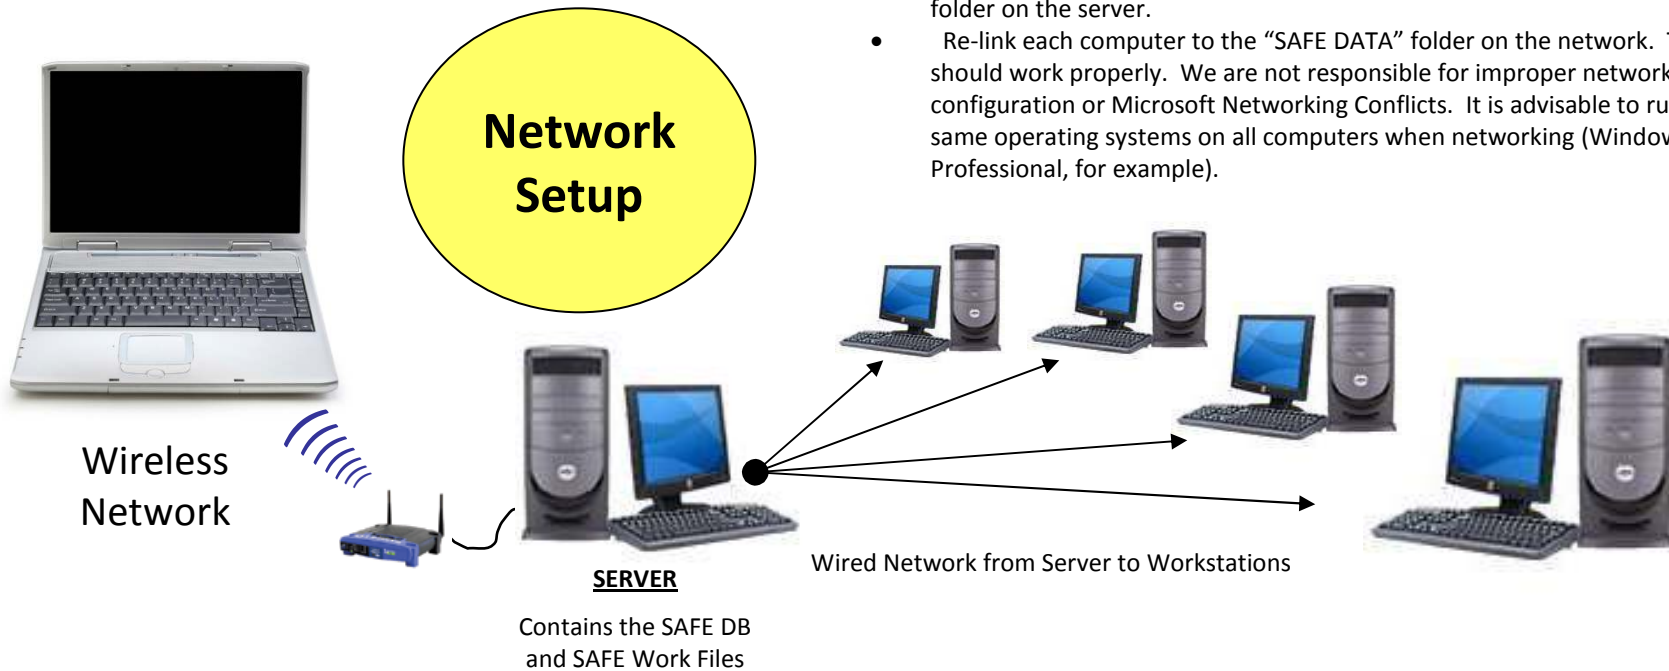 folder on the server.
• Re-link each computer to the “SAFE DATA” folder on the network.
should work properly. We are not responsible for improper network
configuration or Microsoft Networking Conflicts. It is advisable to
same operating systems on all computers when networking
Professional, for example).
Network
Setup
Wireless
Network
Wired Network from Server to Workstations
SERVER
Contains the SAFE DB
and SAFE Work Files